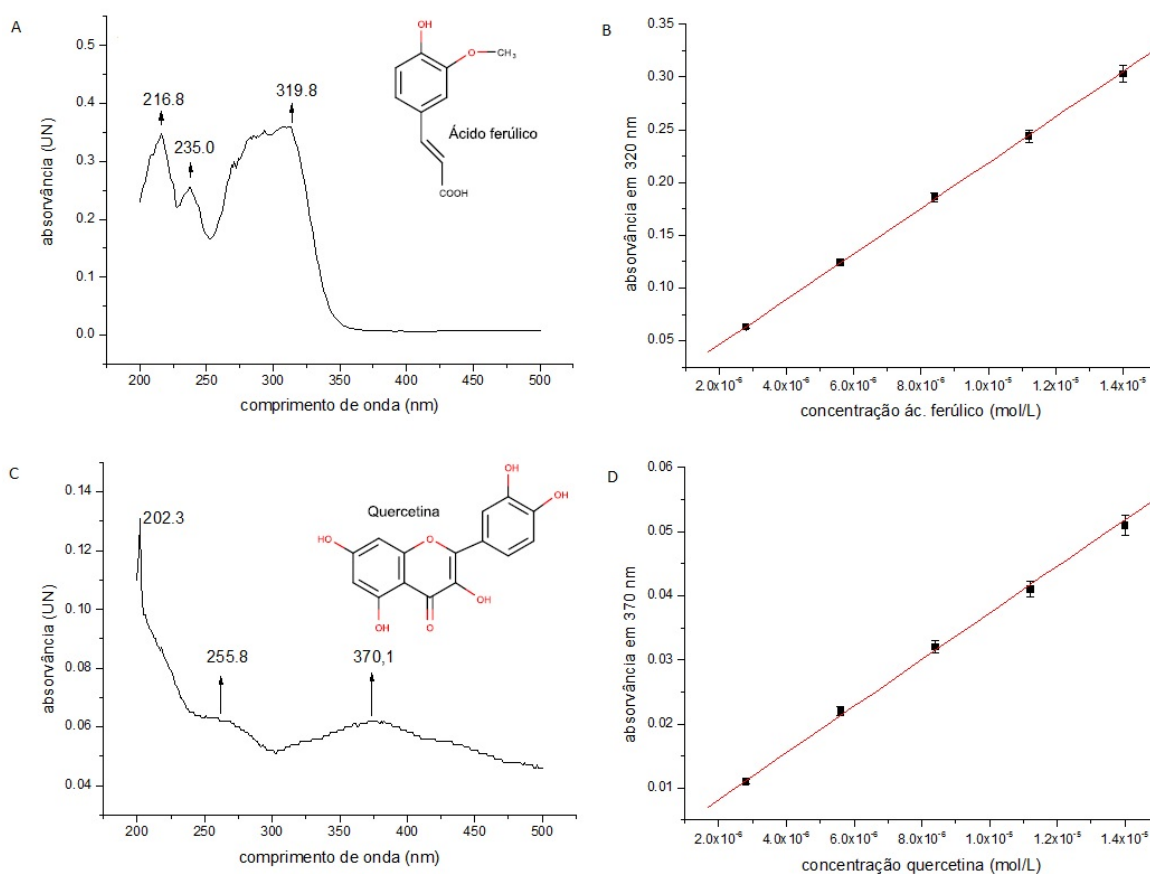 A
absorvância (UN)
0.5
0.4
0.3
0.2
0.1
0.0
216.8
235.0
319.8
OH
O
CH₃
Ácido ferúlico
COOH
200 250 300 350 400 450 500
comprimento de onda (nm)
B
absorvância em 320 nm
0.30
0.25
0.20
0.15
0.10
0.05
2.0x10⁻⁶ 4.0x10⁻⁶ 6.0x10⁻⁶ 8.0x10⁻⁶ 1.0x10⁻⁵ 1.2x10⁻⁵ 1.4x10⁻⁵
concentração ác. ferúlico (mol/L)
C
absorvância (UN)
0.14
0.12
0.10
0.08
0.06
0.04
202.3
255.8
370,1
Quercetina
OH
OH
HO
O
OH
OH
O
200 250 300 350 400 450 500
comprimento de onda (nm)
D
absorvância em 370 nm
0.06
0.05
0.04
0.03
0.02
0.01
2.0x10⁻⁶ 4.0x10⁻⁶ 6.0x10⁻⁶ 8.0x10⁻⁶ 1.0x10⁻⁵ 1.2x10⁻⁵ 1.4x10⁻⁵
concentração quercetina (mol/L)